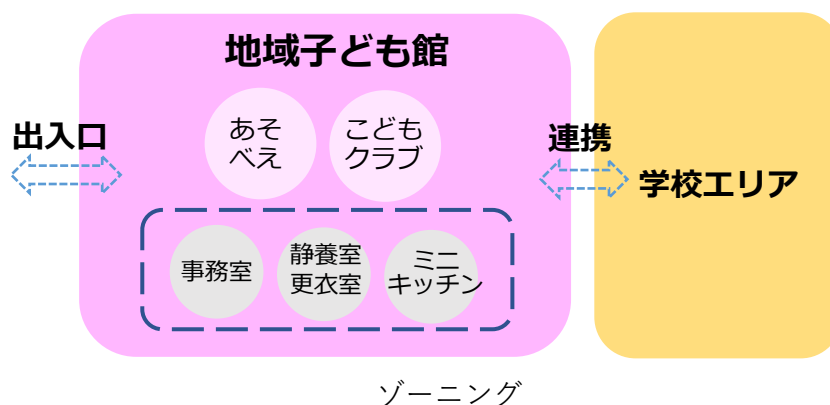 地域子ども館
あそ
べえ
こども
クラブ
出入口
連携
学校エリア
事務室
静養室
更衣室
ミニ
キッチン
ゾーニング